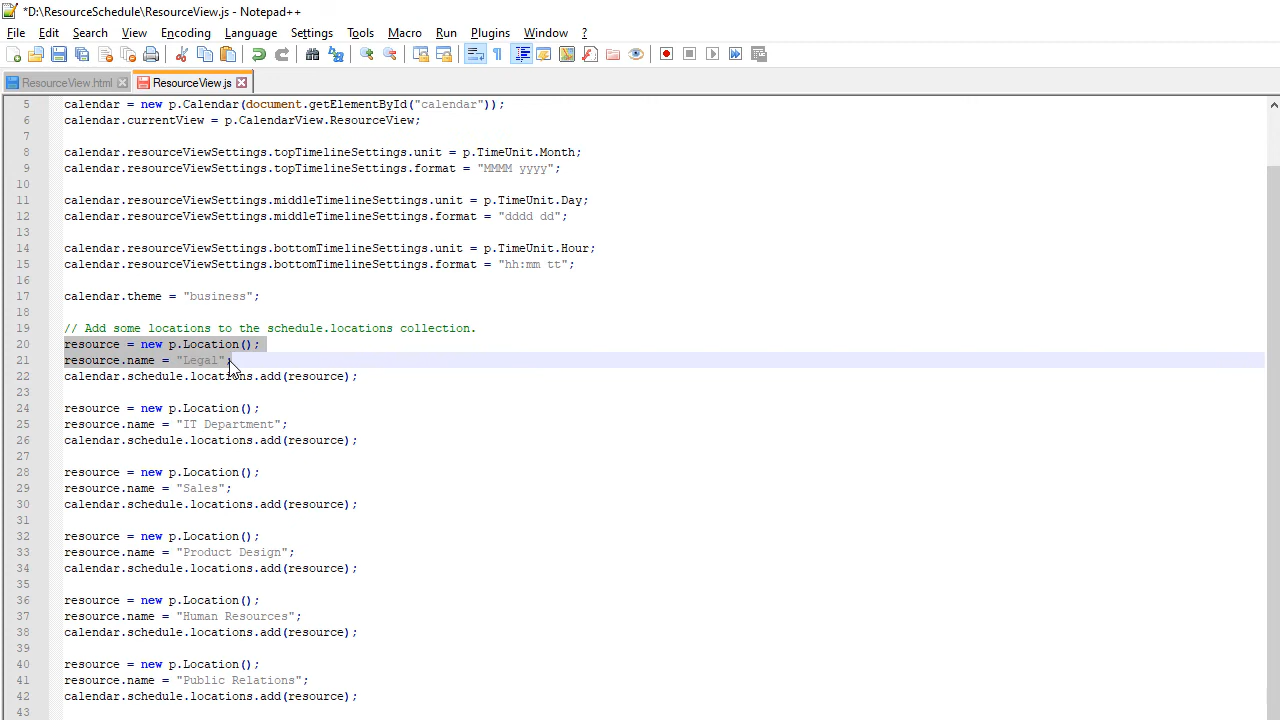 *D:\ResourceSchedule\ResourceView.js - Notepad++
File Edit Search View Encoding Language Settings Tools Macro Run Plugins Window ?
ResourceView.html ResourceView.js
5 calendar = new p.Calendar(document.getElementById("calendar"));
6 calendar.currentView = p.CalendarView.ResourceView;
7
8 calendar.resourceViewSettings.topTimelineSettings.unit = p.TimeUnit.Month;
9 calendar.resourceViewSettings.topTimelineSettings.format = "MMMM yyyy";
10
11 calendar.resourceViewSettings.middleTimelineSettings.unit = p.TimeUnit.Day;
12 calendar.resourceViewSettings.middleTimelineSettings.format = "dddd dd";
13
14 calendar.resourceViewSettings.bottomTimelineSettings.unit = p.TimeUnit.Hour;
15 calendar.resourceViewSettings.bottomTimelineSettings.format = "hh:mm tt";
16
17 calendar.theme = "business";
18
19 // Add some locations to the schedule.locations collection.
20 resource = new p.Location();
21 resource.name = "Legal";
22 calendar.schedule.locations.add(resource);
23
24 resource = new p.Location();
25 resource.name = "IT Department";
26 calendar.schedule.locations.add(resource);
27
28 resource = new p.Location();
29 resource.name = "Sales";
30 calendar.schedule.locations.add(resource);
31
32 resource = new p.Location();
33 resource.name = "Product Design";
34 calendar.schedule.locations.add(resource);
35
36 resource = new p.Location();
37 resource.name = "Human Resources";
38 calendar.schedule.locations.add(resource);
39
40 resource = new p.Location();
41 resource.name = "Public Relations";
42 calendar.schedule.locations.add(resource);
43